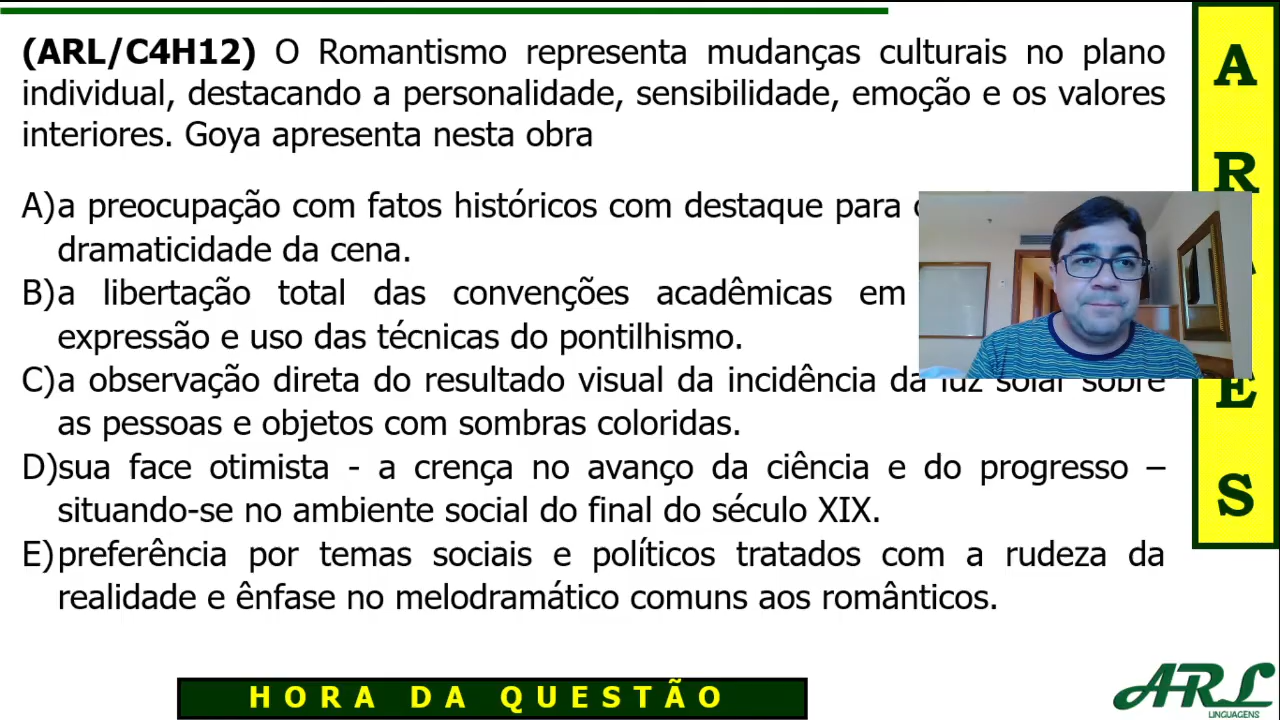 (ARL/C4H12) O Romantismo representa mudanças culturais no plano
individual, destacando a personalidade, sensibilidade, emoção e os valores
interiores. Goya apresenta nesta obra
A)a preocupação com fatos históricos com destaque para
dramaticidade da cena.
B)a libertação total das convenções acadêmicas em
expressão e uso das técnicas do pontilhismo.
C)a observação direta do resultado visual da incidência da luz solar sobre
as pessoas e objetos com sombras coloridas.
D)sua face otimista - a crença no avanço da ciência e do progresso –
situando-se no ambiente social do final do século XIX.
E)preferência por temas sociais e políticos tratados com a rudeza da
realidade e ênfase no melodramático comuns aos românticos.
HORA DA QUESTÃO
A
R
E
S
ARL
LINGUAGENS